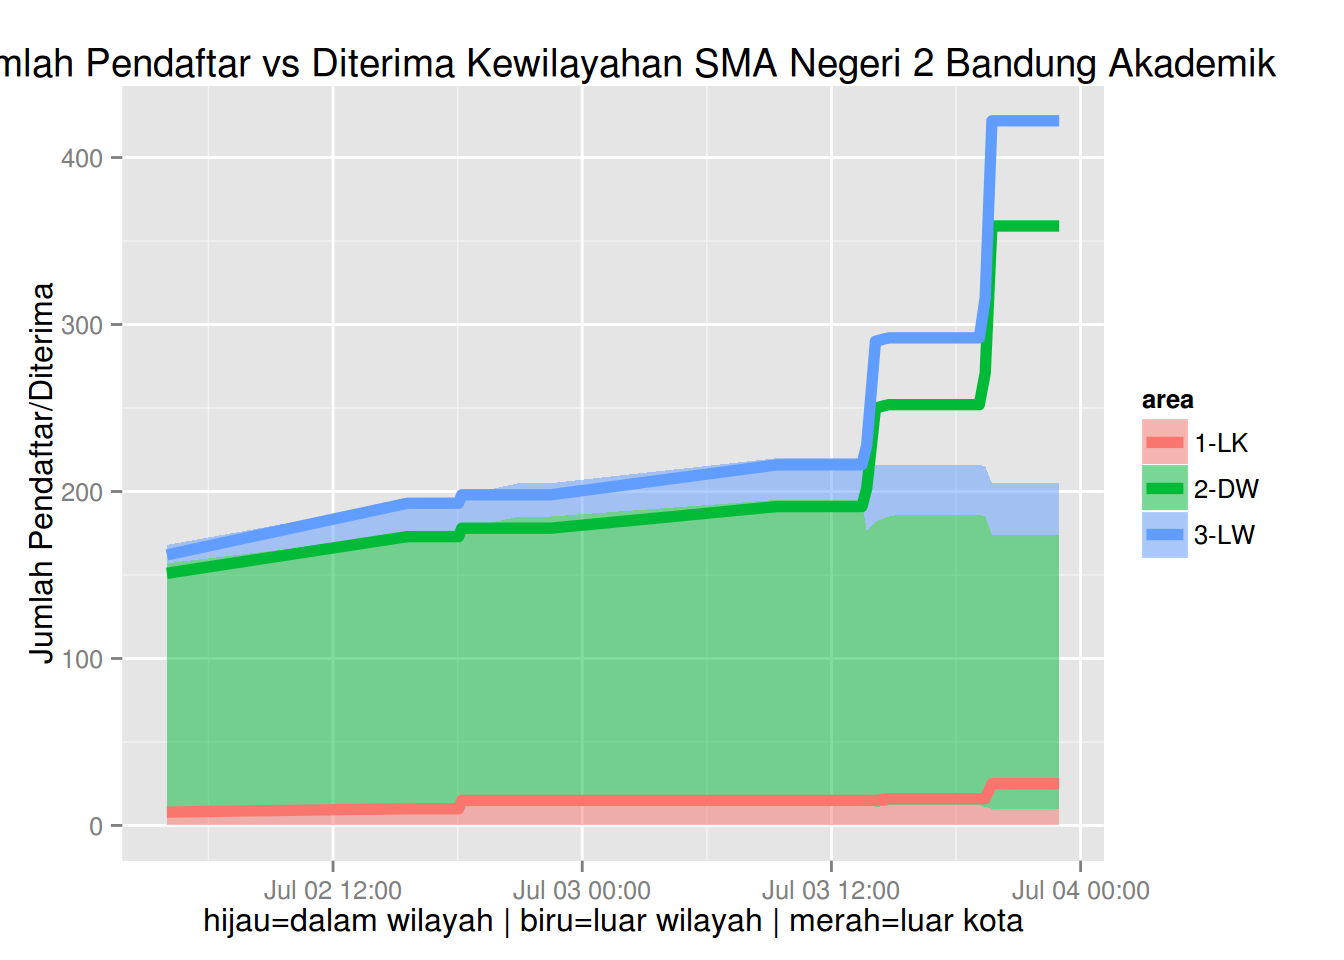 mlah Pendaftar vs Diterima Kewilayahan SMA Negeri 2 Bandung Akademik
Jumlah Pendaftar/Diterima
400
300
200
100
0
Jul 02 12:00
Jul 03 00:00
Jul 03 12:00
Jul 04 00:00
hijau=dalam wilayah | biru=luar wilayah | merah=luar kota
area
1-LK
2-DW
3-LW